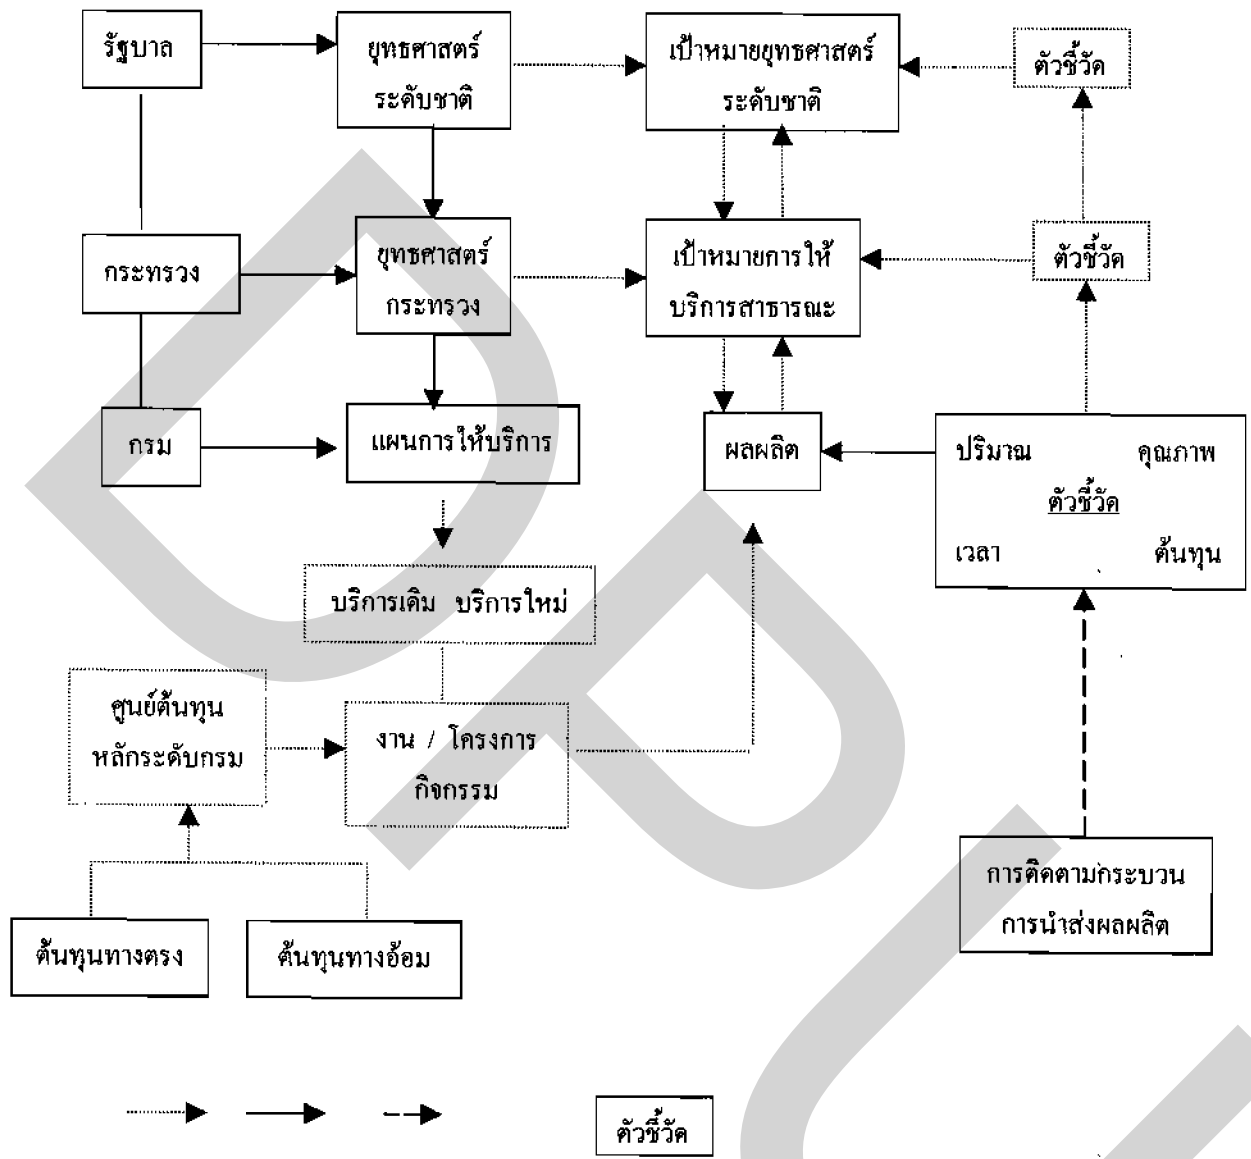 รัฐบาล
ยุทธศาสตร์
ระดับชาติ
เป้าหมายยุทธศาสตร์
ระดับชาติ
ตัวชี้วัด
กระทรวง
ยุทธศาสตร์
กระทรวง
เป้าหมายการให้
บริการสาธารณะ
ตัวชี้วัด
กรม
แผนการให้บริการ
ผลผลิต
ปริมาณ คุณภาพ
ตัวชี้วัด
เวลา ต้นทุน
บริการเดิม บริการใหม่
ศูนย์ต้นทุน
หลักระดับกรม
งาน / โครงการ
กิจกรรม
การติดตามกระบวน
การนำส่งผลผลิต
ต้นทุนทางตรง
ต้นทุนทางอ้อม
ตัวชี้วัด